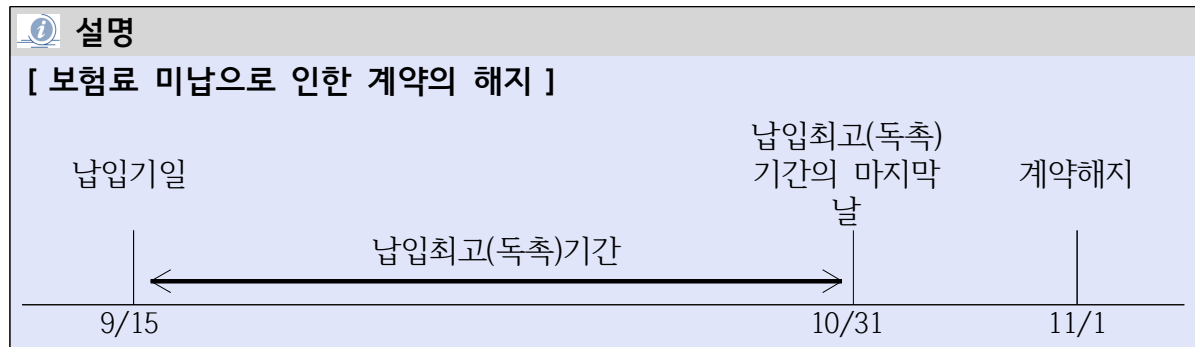 설명
[ 보험료 미납으로 인한 계약의 해지 ]
납입기일
납입최고(독촉)
기간의 마지막
날
계약해지
납입최고(독촉)기간
9/15
10/31
11/1